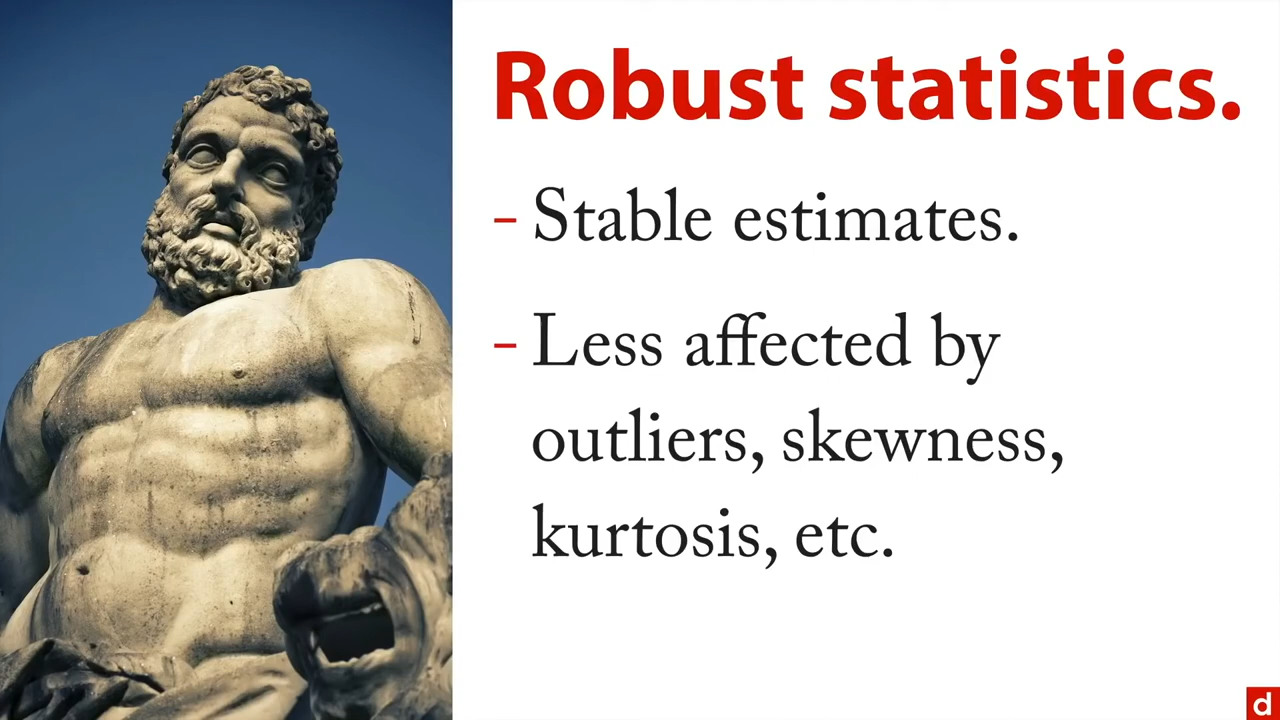 Robust statistics.
- Stable estimates.
- Less affected by
outliers, skewness,
kurtosis, etc.
d